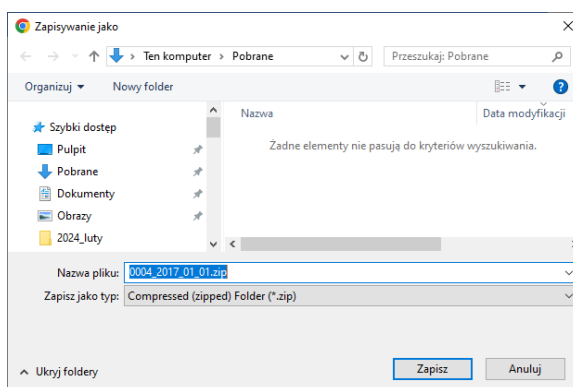 Zapisywanie jako
Ten komputer > Pobrane
Przeszukaj: Pobrane
Organizuj
Nowy folder
Nazwa
Data modyfikacji
Szybki dostęp
Żadne elementy nie pasują do kryteriów wyszukiwania.
Pulpit
Pobrane
Dokumenty
Obrazy
2024_luty
Nazwa pliku: 0004_2017_01_01.zip
Zapisz jako typ: Compressed (zipped) Folder (*.zip)
Ukryj foldery
Zapisz
Anuluj